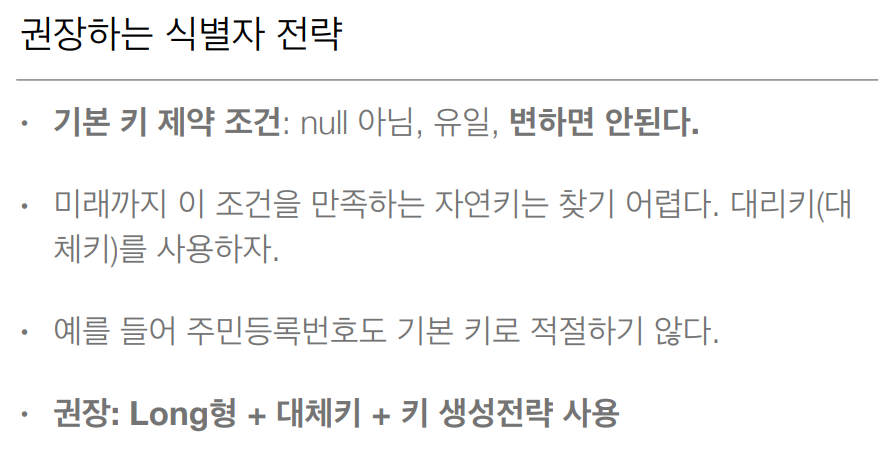 권장하는 식별자 전략
• 기본 키 제약 조건: null 아님, 유일, 변하면 안된다.
• 미래까지 이 조건을 만족하는 자연키는 찾기 어렵다. 대리키(대
체키)를 사용하자.
• 예를 들어 주민등록번호도 기본 키로 적절하기 않다.
• 권장: Long형 + 대체키 + 키 생성전략 사용